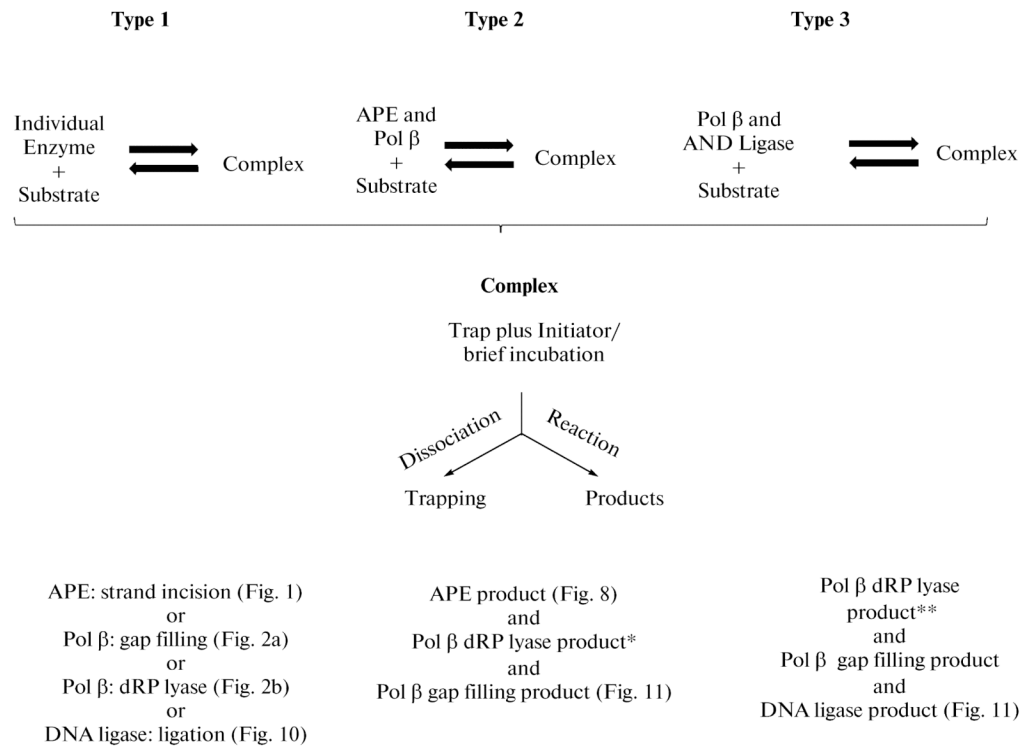 Type 1
Type 2
Type 3
Individual
Enzyme
+
Substrate
Complex
APE and
Pol β
+
Substrate
Complex
Pol β and
AND Ligase
+
Substrate
Complex
Complex
Trap plus Initiator/
brief incubation
Dissociation
Reaction
Trapping
Products
APE: strand incision (Fig. 1)
or
Pol β: gap filling (Fig. 2a)
or
Pol β: dRP lyase (Fig. 2b)
or
DNA ligase: ligation (Fig. 10)
APE product (Fig. 8)
and
Pol β dRP lyase product*
and
Pol β gap filling product (Fig. 11)
Pol β dRP lyase
product**
and
Pol β gap filling product
and
DNA ligase product (Fig. 11)